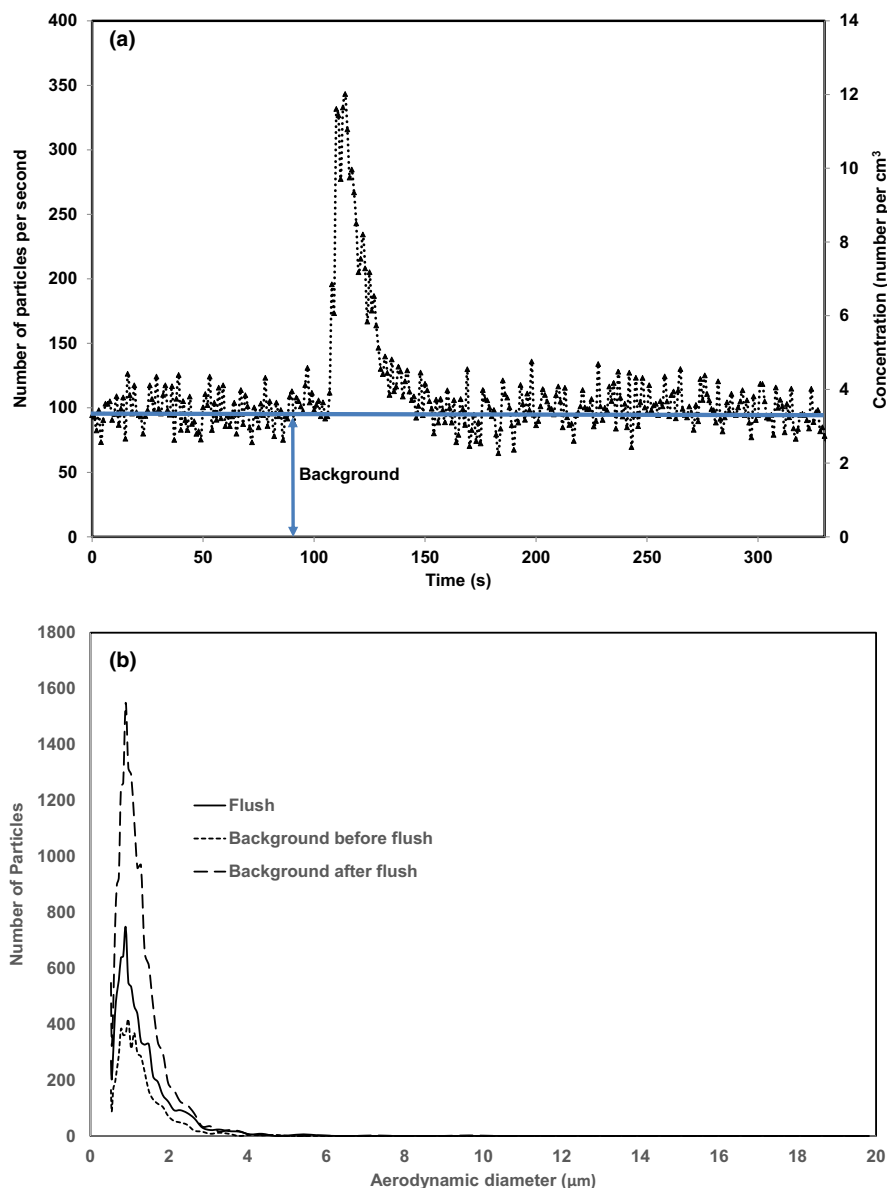 (a)
400
350
300
250
200
150
100
50
0
Number of particles per second
14
12
10
8
6
4
2
0
Concentration (number per cm³
Background
0 50 100 150 200 250 300
Time (s)
(b)
1800
1600
1400
1200
1000
800
600
400
200
0
Number of Particles
Flush
Background before flush
Background after flush
0 2 4 6 8 10 12 14 16 18 20
Aerodynamic diameter (µm)